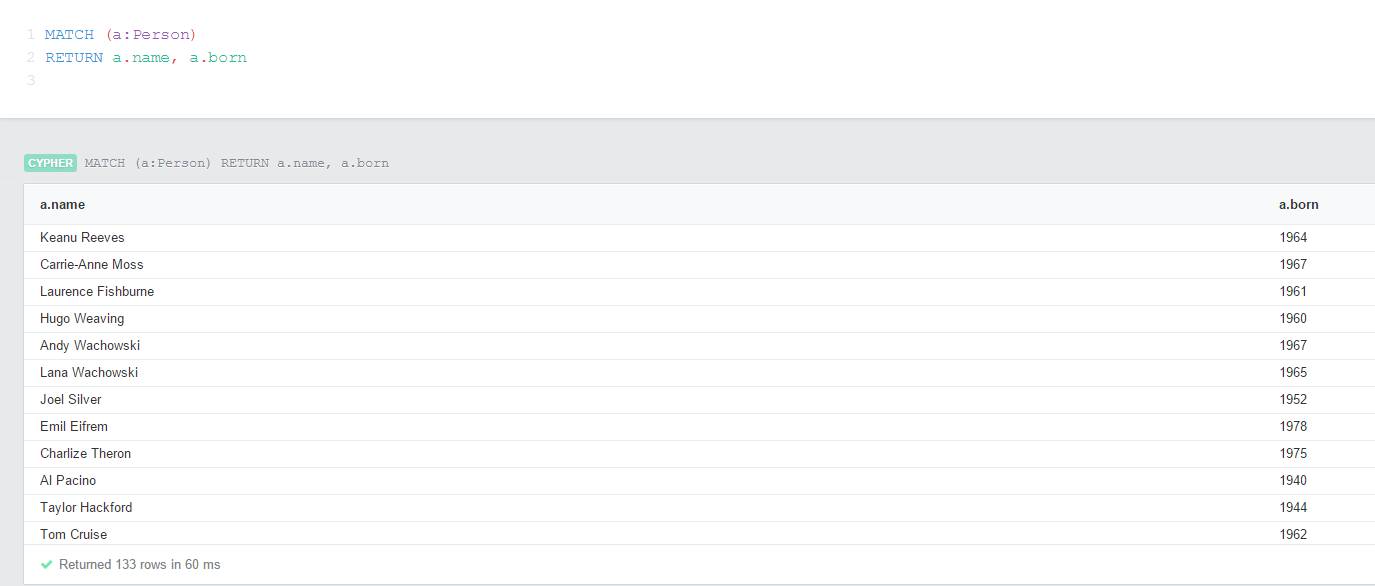 1 MATCH (a:Person)
2 RETURN a.name, a.born
3
CYPHER MATCH (a:Person) RETURN a.name, a.born
a.name a.born
Keanu Reeves 1964
Carrie-Anne Moss 1967
Laurence Fishburne 1961
Hugo Weaving 1960
Andy Wachowski 1967
Lana Wachowski 1965
Joel Silver 1952
Emil Eifrem 1978
Charlize Theron 1975
Al Pacino 1940
Taylor Hackford 1944
Tom Cruise 1962
Returned 133 rows in 60 ms